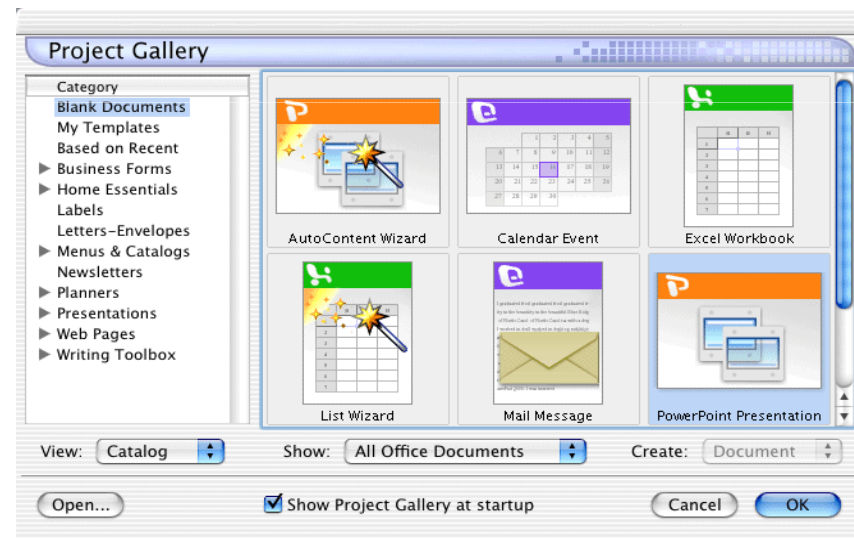 Project Gallery
Category
Blank Documents
My Templates
Based on Recent
Business Forms
Home Essentials
Labels
Letters-Envelopes
Menus & Catalogs
Newsletters
Planners
Presentations
Web Pages
Writing Toolbox
AutoContent Wizard
Calendar Event
Excel Workbook
List Wizard
Mail Message
PowerPoint Presentation
View: Catalog Show: All Office Documents Create: Document
Open... Show Project Gallery at startup Cancel OK